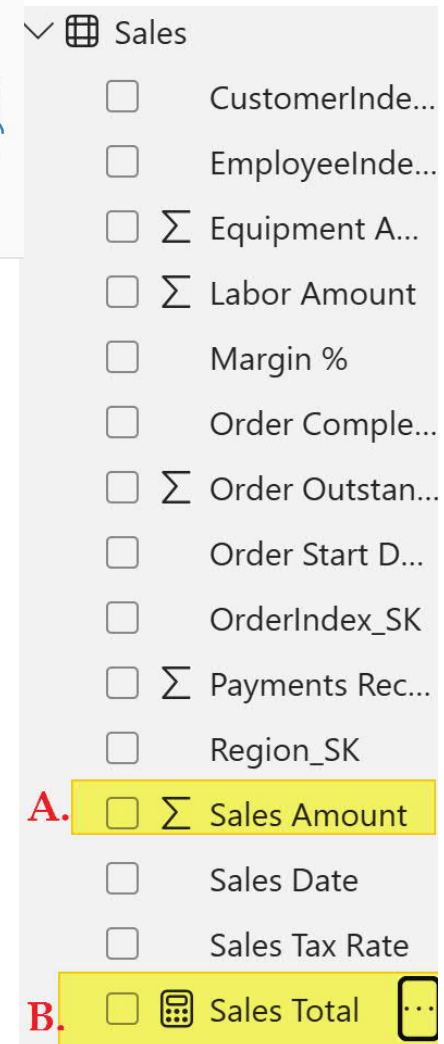 Sales
CustomerInde...
EmployeeInde...
Σ Equipment A...
Σ Labor Amount
Margin %
Order Comple...
Σ Order Outstan...
Order Start D...
OrderIndex_SK
Σ Payments Rec...
Region_SK
A. Σ Sales Amount
Sales Date
Sales Tax Rate
B. Sales Total ...